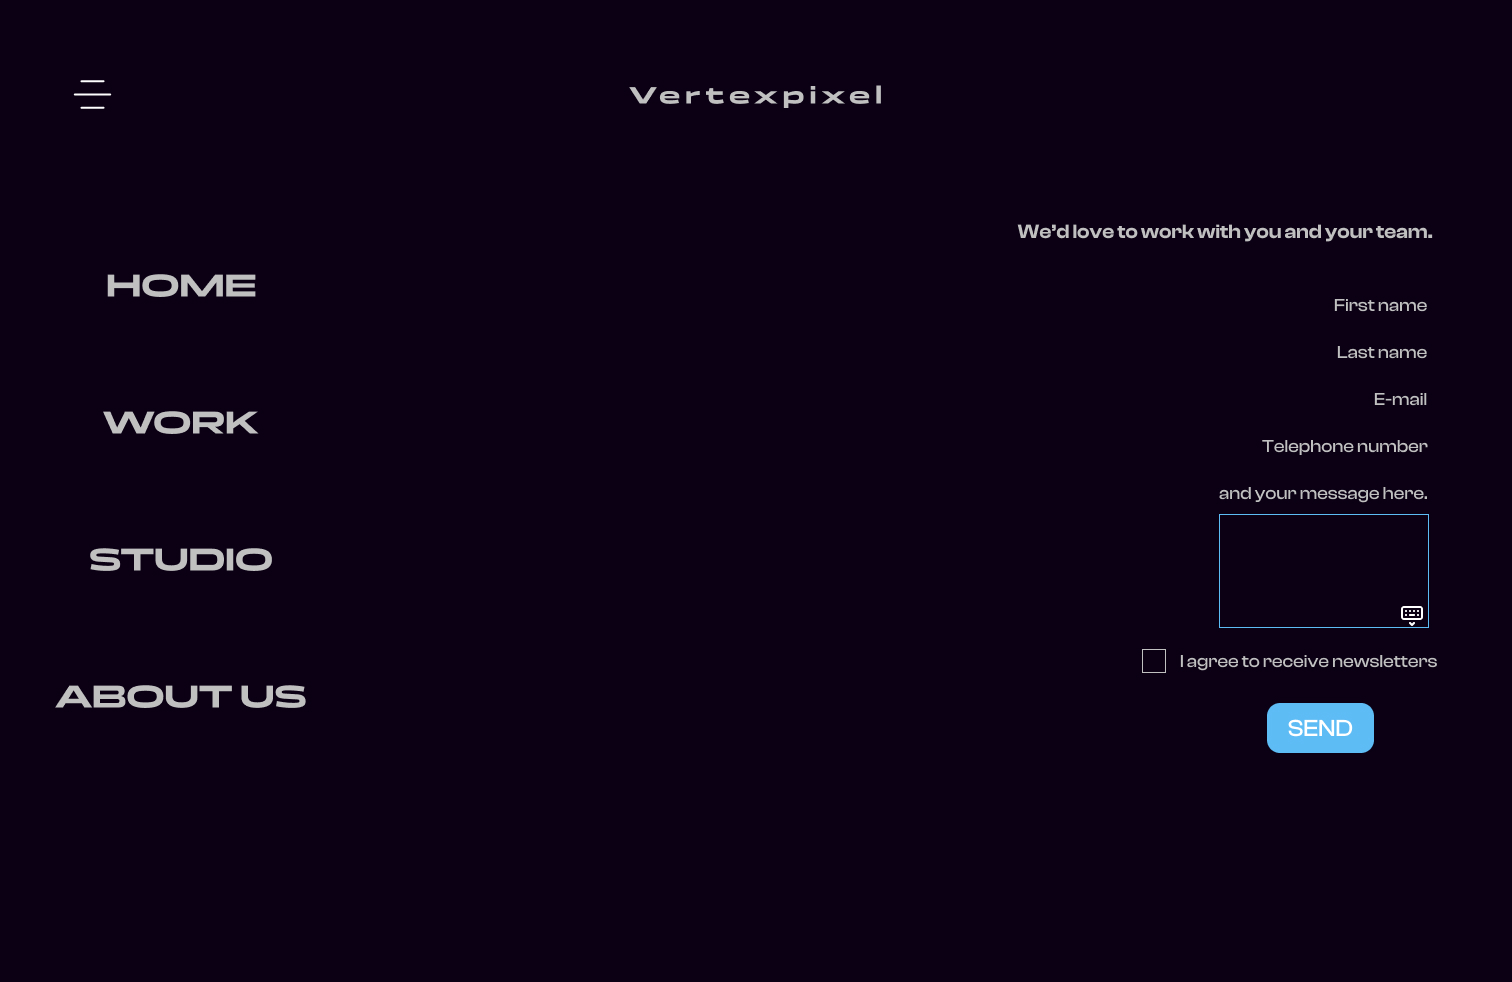 Vertexpixel
HOME
WORK
STUDIO
ABOUT US
We’d love to work with you and your team.
First name
Last name
E-mail
Telephone number
and your message here.
I agree to receive newsletters
SEND